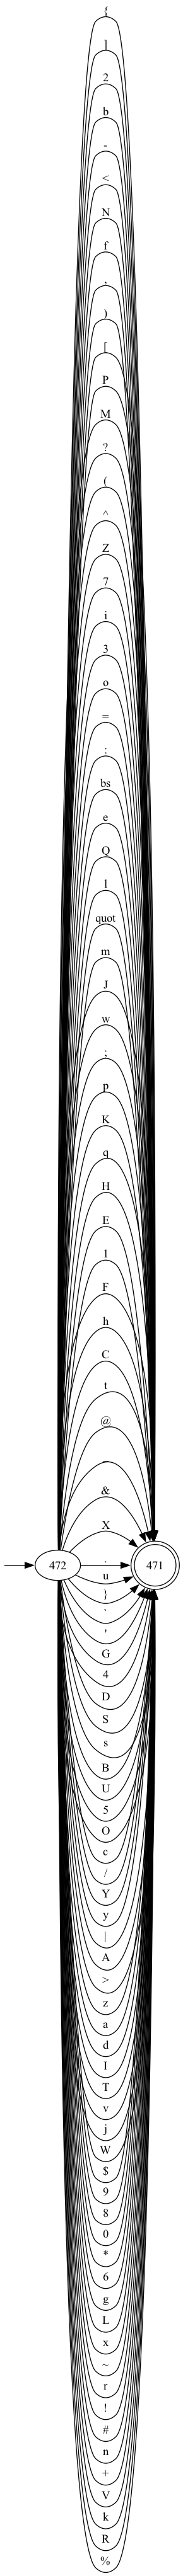 {
]
2
b
-
<
N
f
,
)
[
P
M
?
(
^
Z
7
i
3
o
=
:
bs
e
Q
l
quot
m
J
w
;
p
K
q
H
E
1
F
h
C
t
@
_
&
X
.
472
471
u
}
`
'
G
4
D
S
s
B
U
5
O
c
/
Y
y
|
A
>
z
a
d
I
T
v
j
W
$
9
8
0
*
6
g
L
x
~
r
!
#
n
+
V
k
R
%